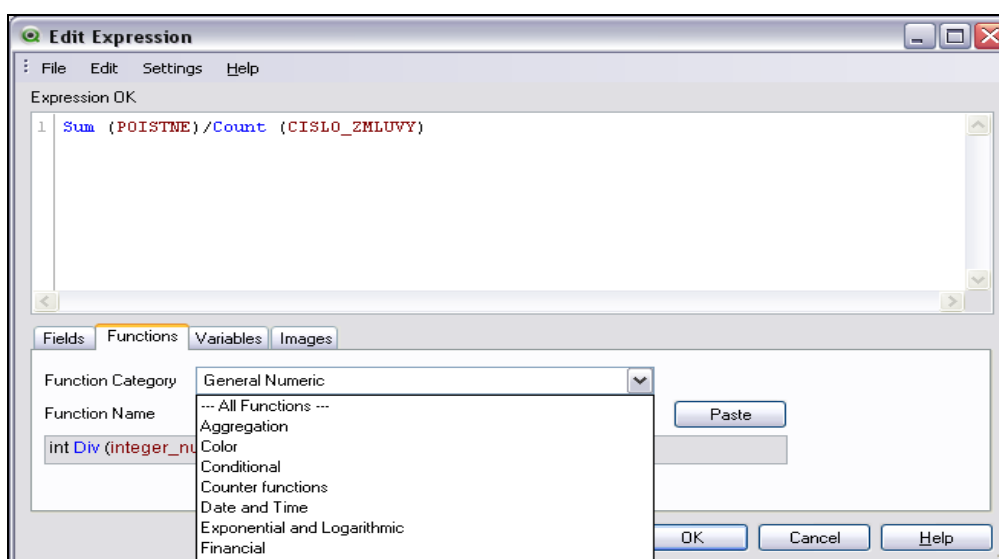 Edit Expression
File Edit Settings Help
Expression OK
1 Sum (POISTNE)/Count (CISLO_ZMLUVY)
Fields Functions Variables Images
Function Category General Numeric
--- All Functions ---
Function Name Paste
Aggregation
int Div (integer_nu
Color
Conditional
Counter functions
Date and Time
Exponential and Logarithmic
Financial
OK Cancel Help